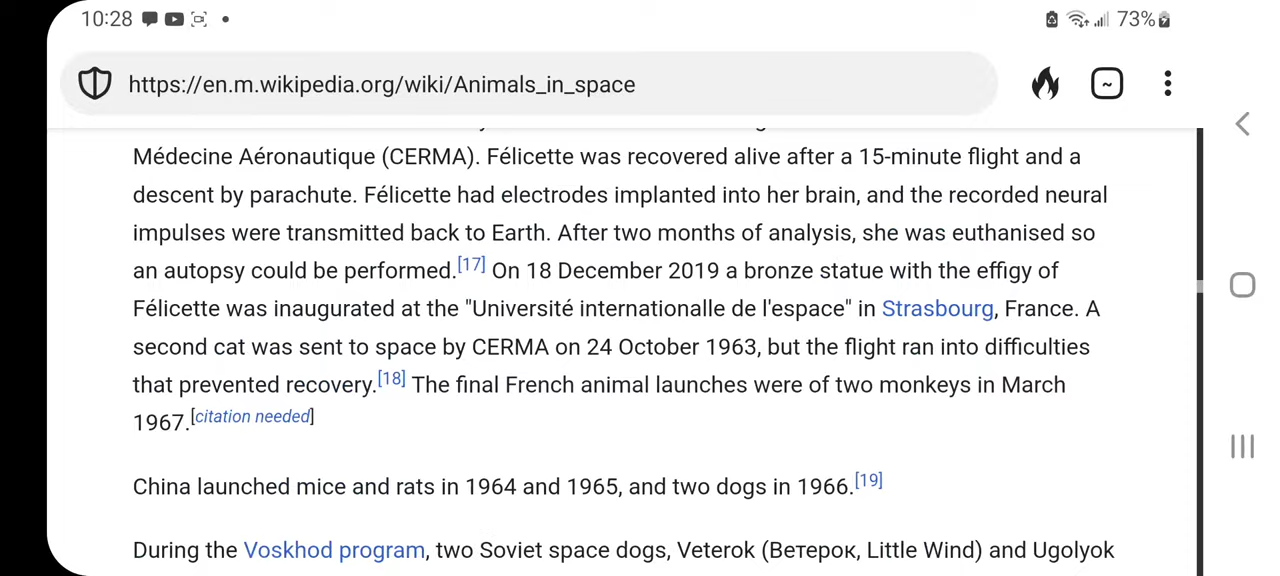 10:28
73%
https://en.m.wikipedia.org/wiki/Animals_in_space
Médecine Aéronautique (CERMA). Félicette was recovered alive after a 15-minute flight and a
descent by parachute. Félicette had electrodes implanted into her brain, and the recorded neural
impulses were transmitted back to Earth. After two months of analysis, she was euthanised so
an autopsy could be performed.[17] On 18 December 2019 a bronze statue with the effigy of
Félicette was inaugurated at the "Université internationalle de l'espace" in Strasbourg, France. A
second cat was sent to space by CERMA on 24 October 1963, but the flight ran into difficulties
that prevented recovery.[18] The final French animal launches were of two monkeys in March
1967.[citation needed]
China launched mice and rats in 1964 and 1965, and two dogs in 1966.[19]
During the Voskhod program, two Soviet space dogs, Veterok (Ветерок, Little Wind) and Ugolyok